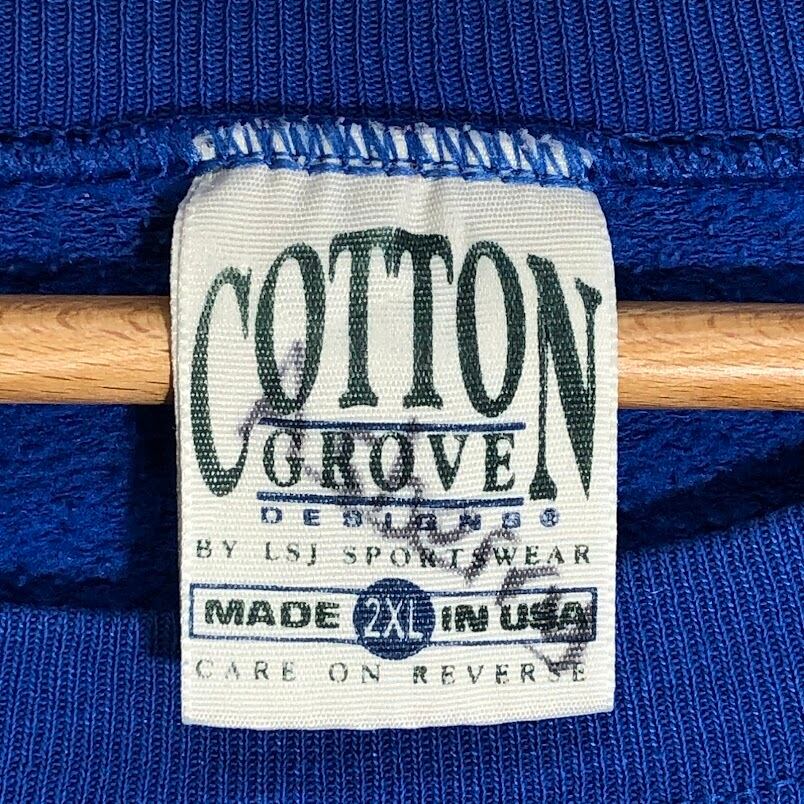 COTTON
GROVE
DESIGNS®
BY LSJ SPORTSWEAR
MADE 2XL IN USA
CARE ON REVERSE